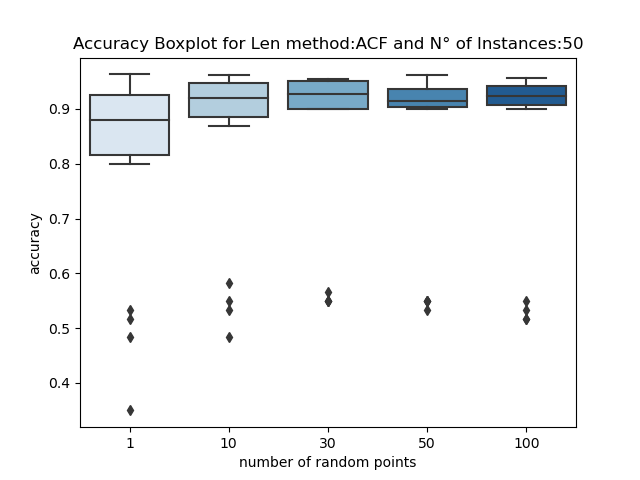 Accuracy Boxplot for Len method:ACF and N° of Instances:50
accuracy
0.9
0.8
0.7
0.6
0.5
0.4
1 10 30 50 100
number of random points